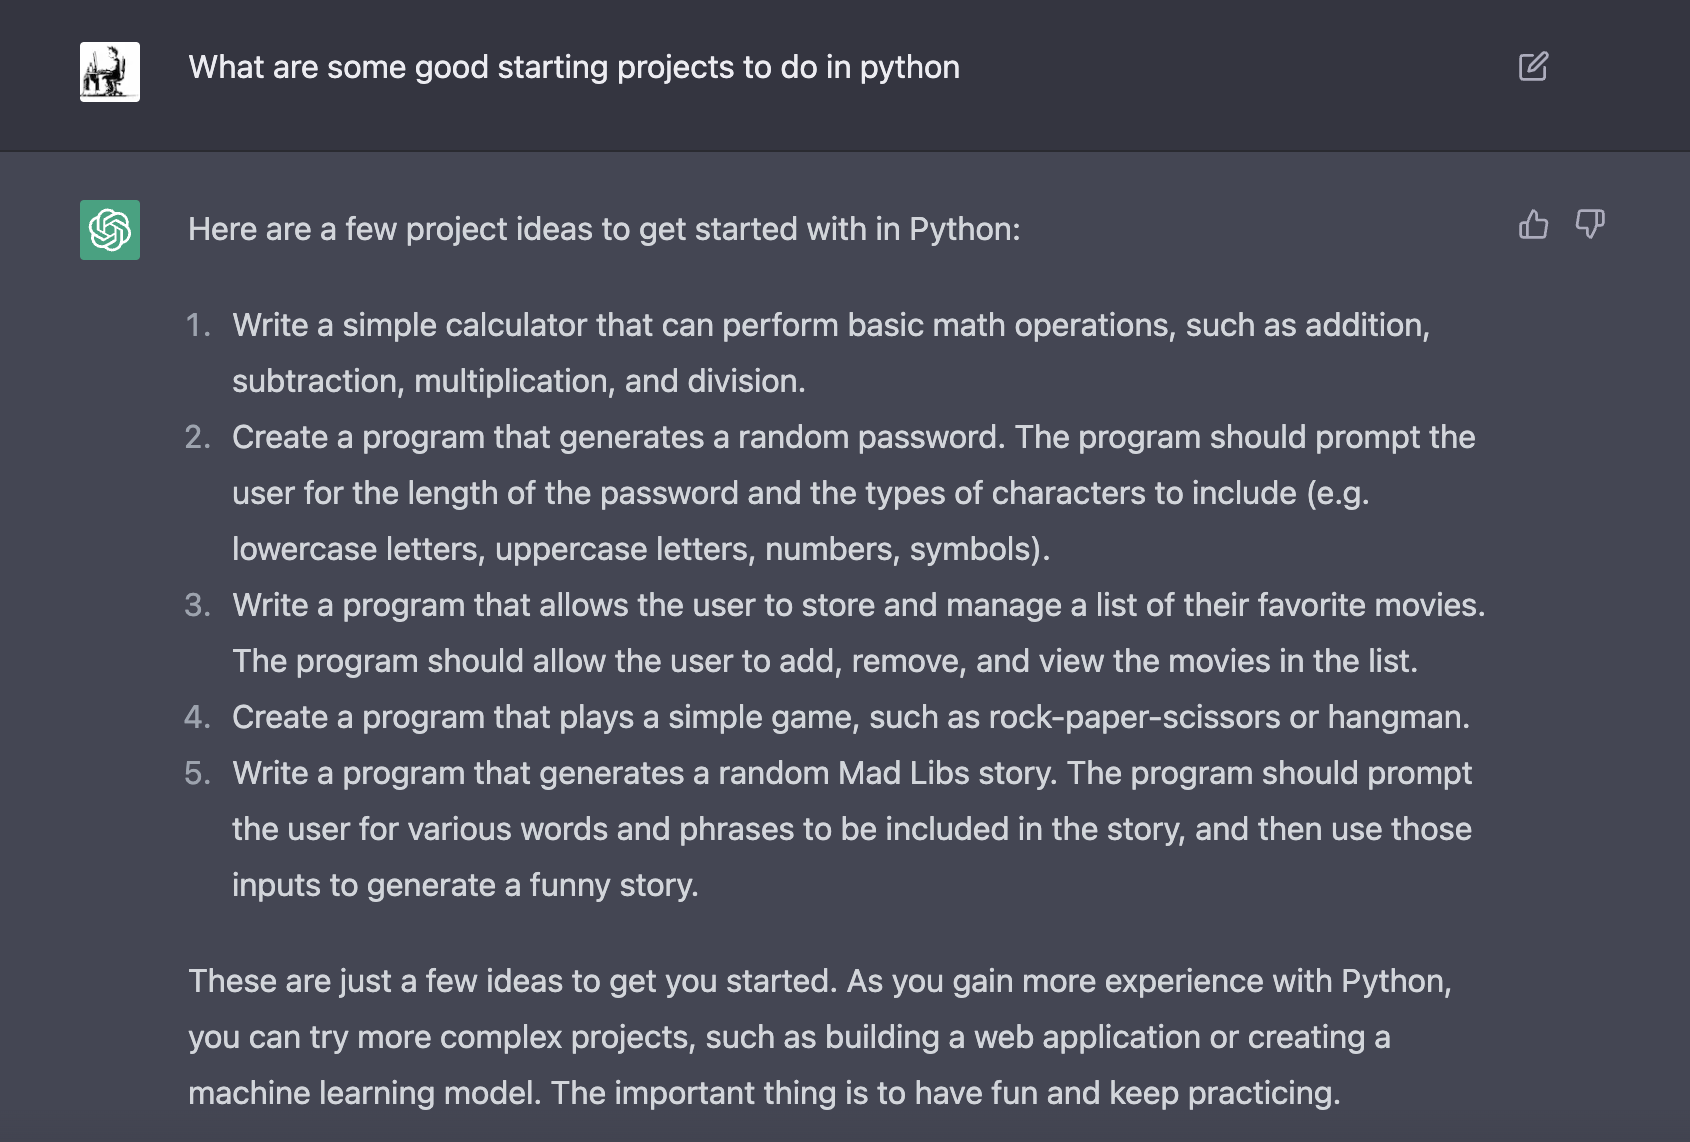 What are some good starting projects to do in python
Here are a few project ideas to get started with in Python:
1. Write a simple calculator that can perform basic math operations, such as addition,
subtraction, multiplication, and division.
2. Create a program that generates a random password. The program should prompt the
user for the length of the password and the types of characters to include (e.g.
lowercase letters, uppercase letters, numbers, symbols).
3. Write a program that allows the user to store and manage a list of their favorite movies.
The program should allow the user to add, remove, and view the movies in the list.
4. Create a program that plays a simple game, such as rock-paper-scissors or hangman.
5. Write a program that generates a random Mad Libs story. The program should prompt
the user for various words and phrases to be included in the story, and then use those
inputs to generate a funny story.
These are just a few ideas to get you started. As you gain more experience with Python,
you can try more complex projects, such as building a web application or creating a
machine learning model. The important thing is to have fun and keep practicing.